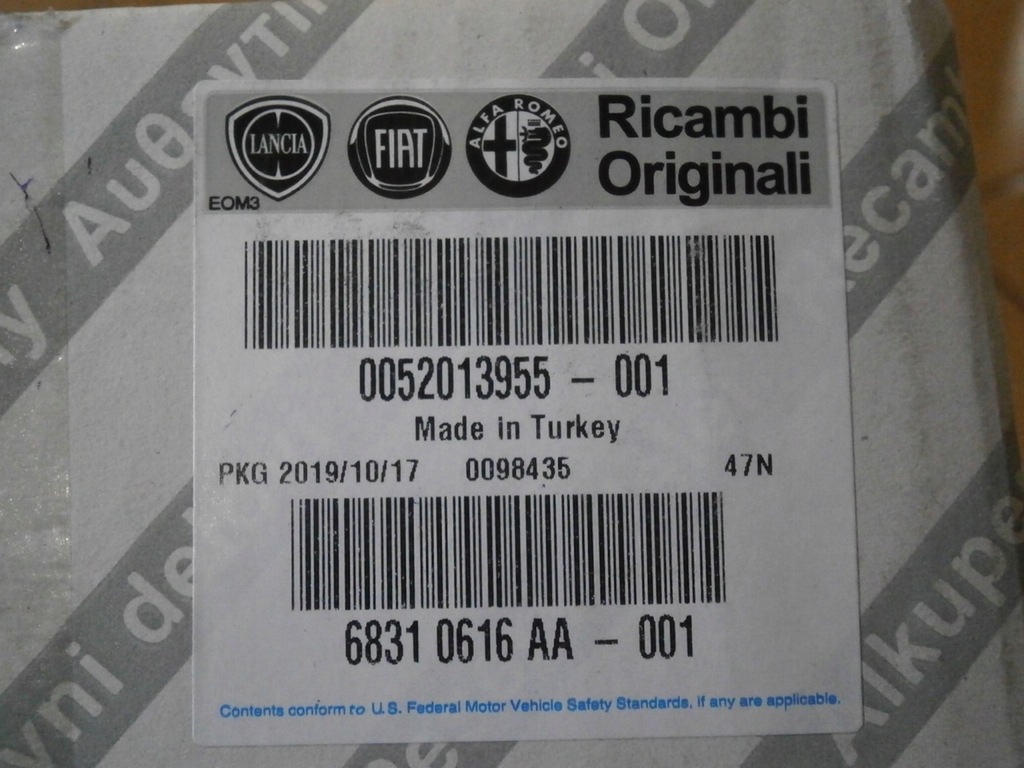 LANCIA
FIAT
ALFA ROMEO
Ricambi
Originali
EOM3
0052013955 - 001
Made in Turkey
PKG 2019/10/17 0098435 47N
6831 0616 AA - 001
Contents conform to U.S. Federal Motor Vehicle Safety Standards, if any are applicable.